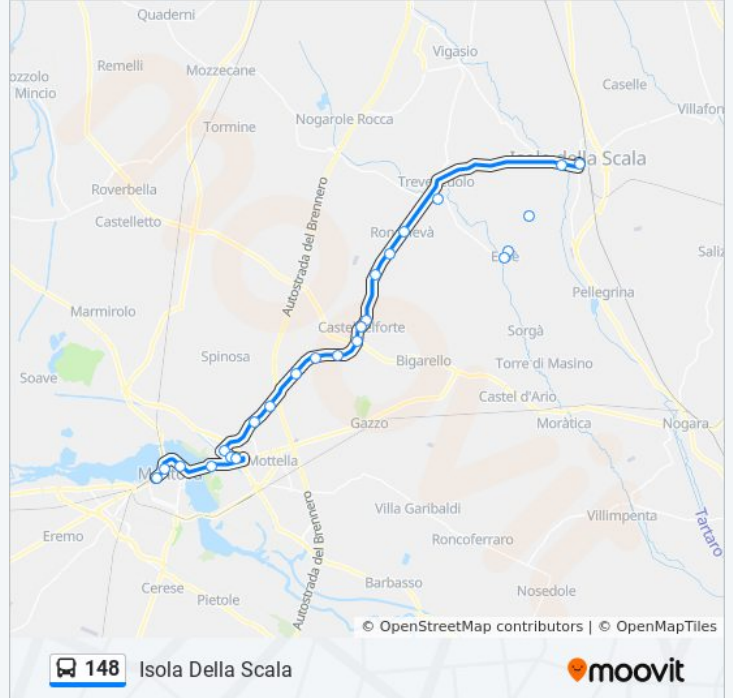 Quaderni
Vigasio
Remelli
Mozzecane
Caselle
ozzolo
Mincio
Villafon
Nogarole Rocca
Tormine
Isola della Scala
Roverbella
Castelletto
Autostrada del Brennero
Erbè
Saliz
Pellegrina
Marmirolo
Sorgà
Spinosa
Bigarello
Torre di Masino
Soave
Castel d'Ario
Gazzo
Moràtica
Nogara
Mottella
Villa Garibaldi
Villimpenta
Tartaro
Eremo
Autostrada del Brennero
Roncoferraro
Barbasso
Cerese
Pietole
Nosedole
moovit
© OpenStreetMap contributors | © OpenMapTiles
148 Isola Della Scala
moovit